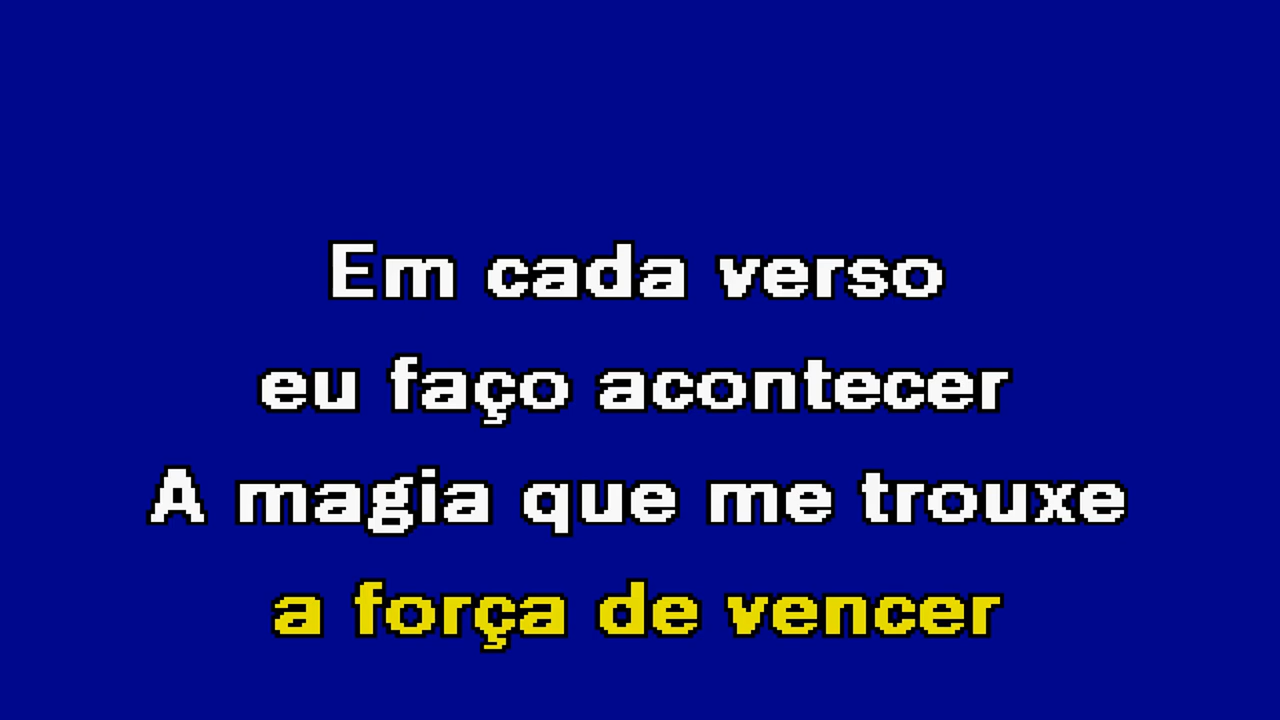 Em cada verso
eu faço acontecer
A magia que me trouxe
a força de vencer